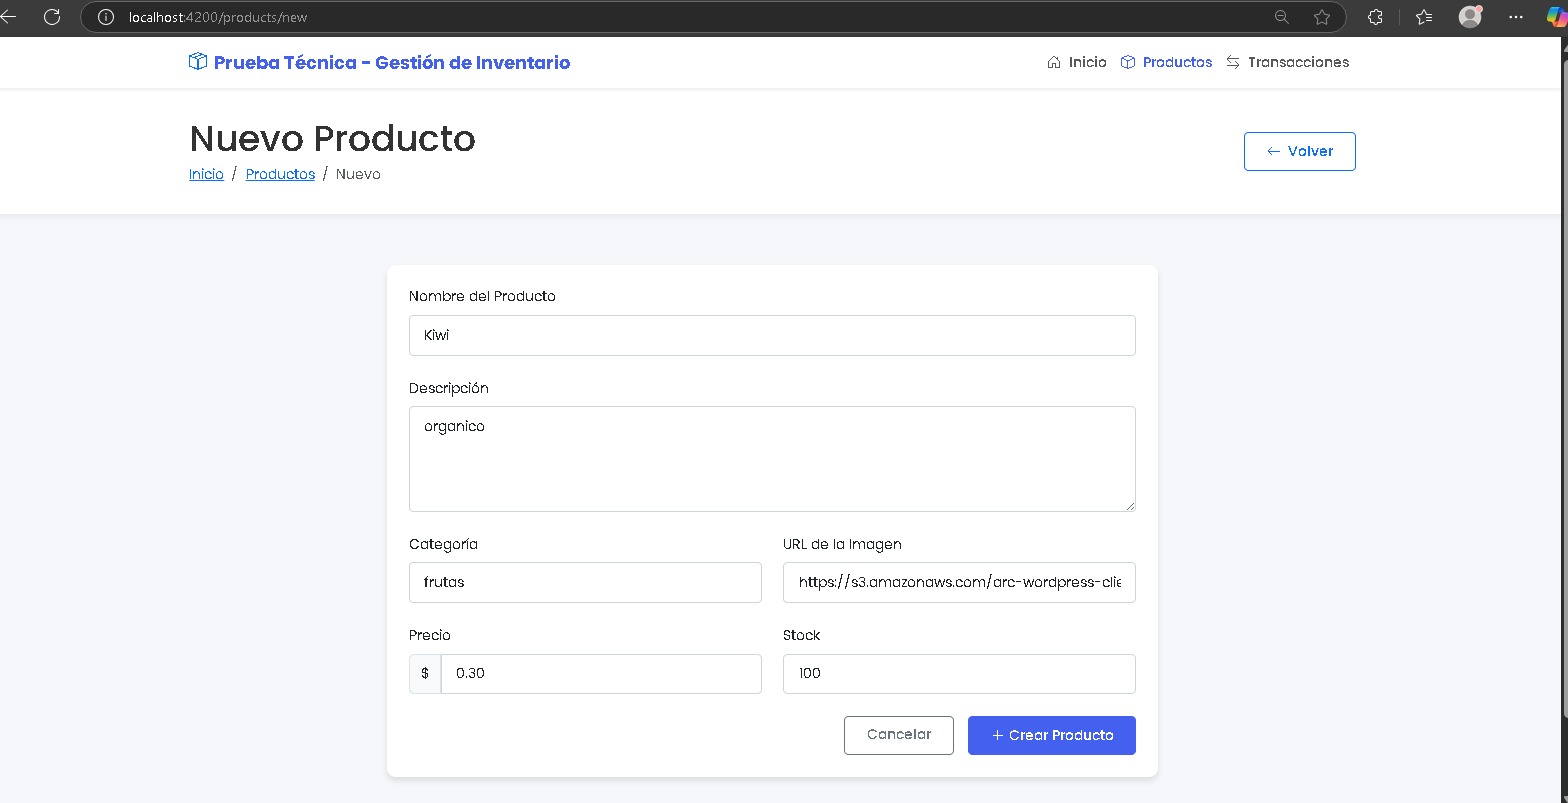 localhost:4200/products/new
Prueba Técnica - Gestión de Inventario Inicio Productos Transacciones
Nuevo Producto
Inicio / Productos / Nuevo
← Volver
Nombre del Producto
Kiwi
Descripción
organico
Categoría URL de la Imagen
frutas https://s3.amazonaws.com/arc-wordpress-clie
Precio Stock
$ 0.30 100
Cancelar + Crear Producto